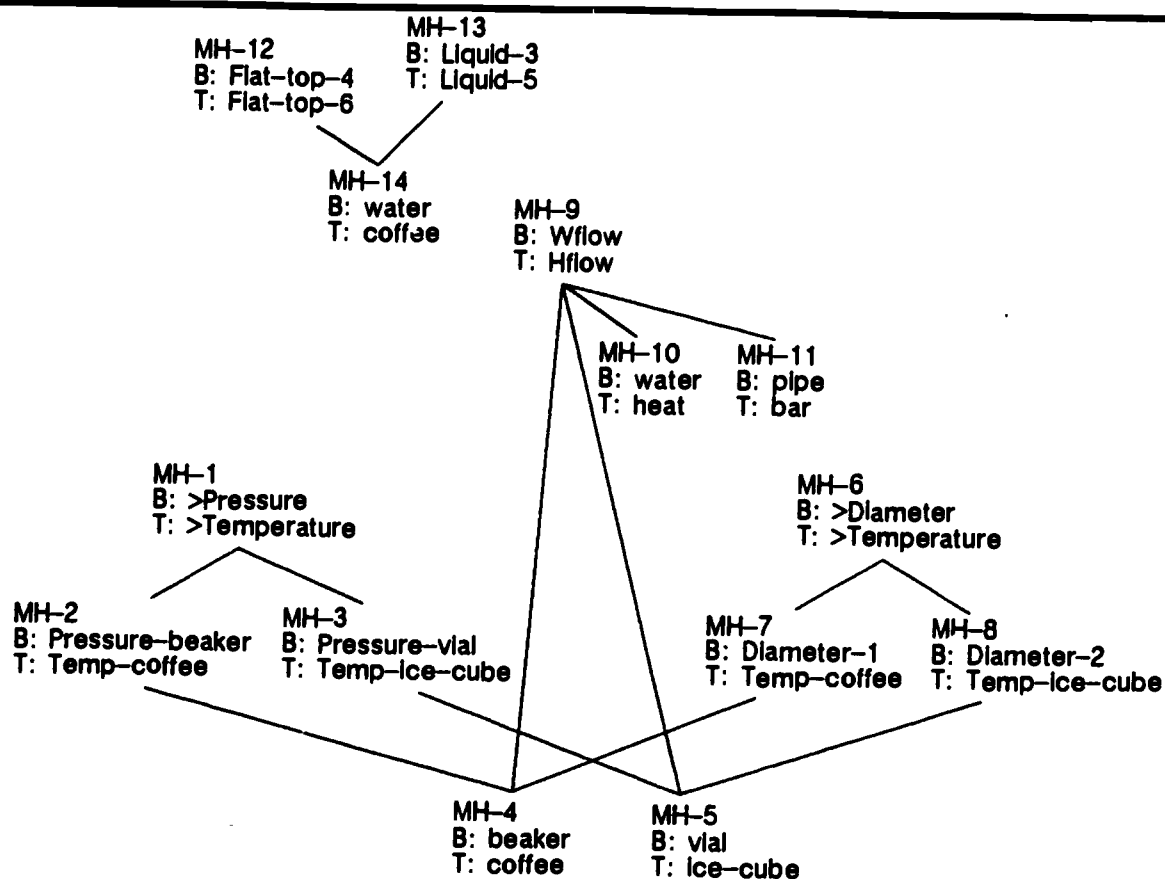 MH-12
B: Flat-top-4
T: Flat-top-6
MH-13
B: Liquid-3
T: Liquid-5
MH-14
B: water
T: coffee
MH-9
B: Wflow
T: Hflow
MH-10
B: water
T: heat
MH-11
B: pipe
T: bar
MH-1
B: >Pressure
T: >Temperature
MH-6
B: >Diameter
T: >Temperature
MH-2
B: Pressure-beaker
T: Temp-coffee
MH-3
B: Pressure-vial
T: Temp-ice-cube
MH-7
B: Diameter-1
T: Temp-coffee
MH-8
B: Diameter-2
T: Temp-ice-cube
MH-4
B: beaker
T: coffee
MH-5
B: vial
T: ice-cube